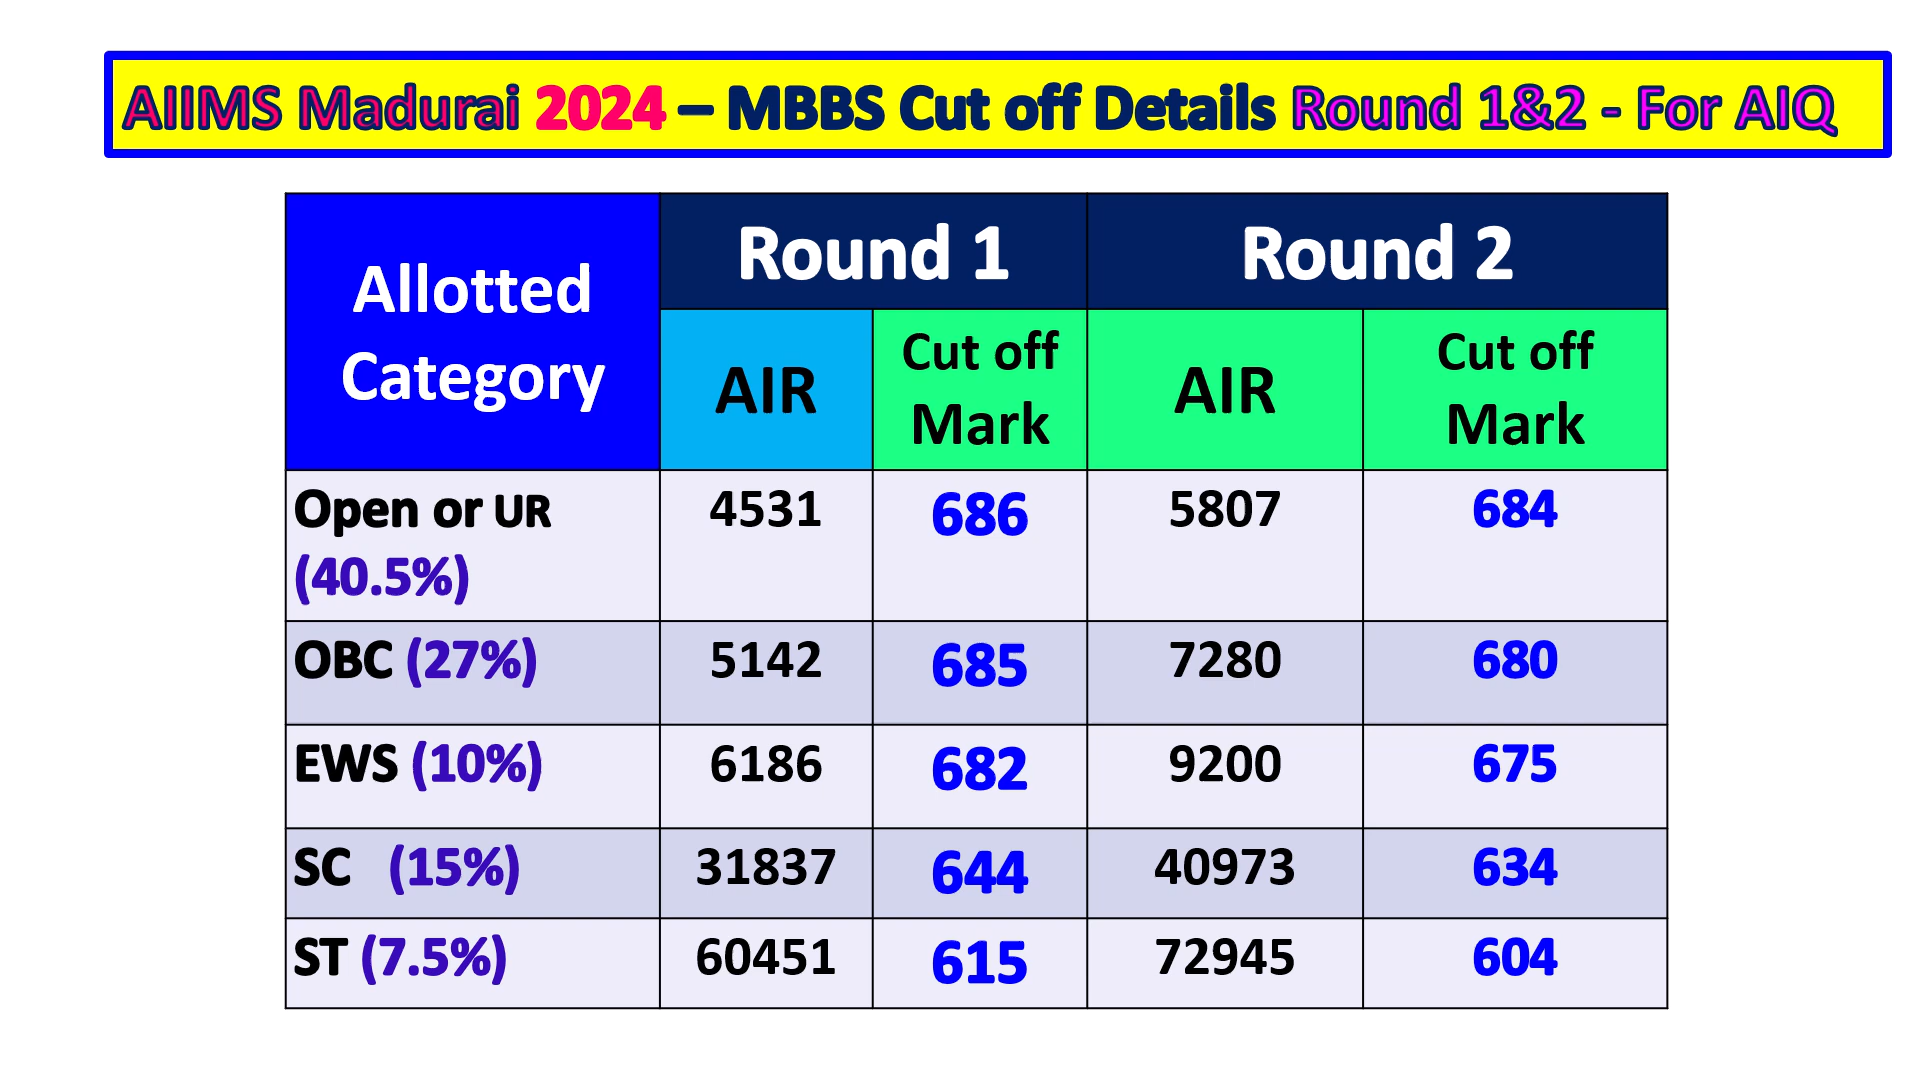 AIIMS Madurai 2024 – MBBS Cut off Details Round 1&2 - For AIQ
Allotted
Category
Round 1
Round 2
AIR
Cut off
Mark
AIR
Cut off
Mark
Open or UR
(40.5%)
4531
686
5807
684
OBC (27%)
5142
685
7280
680
EWS (10%)
6186
682
9200
675
SC (15%)
31837
644
40973
634
ST (7.5%)
60451
615
72945
604